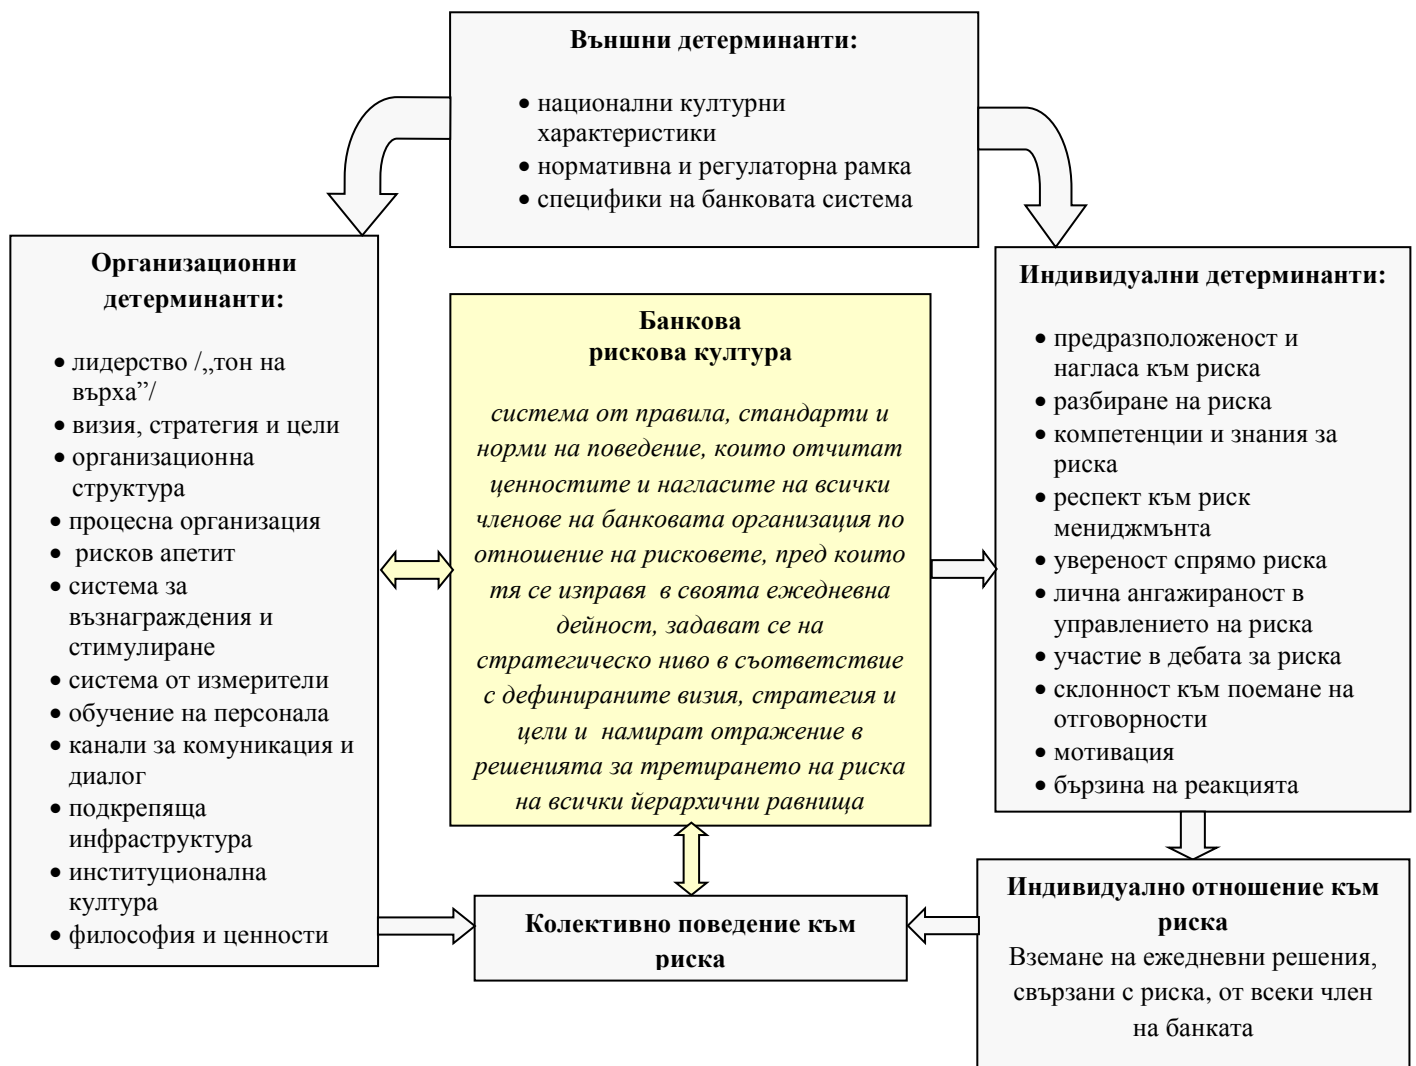 Външни детерминанти:
• национални културни
характеристики
• нормативна и регулаторна рамка
• специфики на банковата система
Организационни
детерминанти:
• лидерство /„тон на
върха”/
• визия, стратегия и цели
• организационна
структура
• процесна организация
• рисков апетит
• система за
възнаграждения и
стимулиране
• система от измерители
• обучение на персонала
• канали за комуникация и
диалог
• подкрепяща
инфраструктура
• институционална
култура
• философия и ценности
Банкова
рискова култура
система от правила, стандарти и
норми на поведение, които отчитат
ценностите и нагласите на всички
членове на банковата организация по
отношение на рисковете, пред които
тя се изправя в своята ежедневна
дейност, задават се на
стратегическо ниво в съответствие
с дефинираните визия, стратегия и
цели и намират отражение в
решенията за третирането на риска
на всички йерархични равнища
Индивидуални детерминанти:
• предразположеност и
нагласа към риска
• разбиране на риска
• компетенции и знания за
риска
• респект към риск
мениджмънта
• увереност спрямо риска
• лична ангажираност в
управлението на риска
• участие в дебата за риска
• склонност към поемане на
отговорности
• мотивация
• бързина на реакцията
Колективно поведение към
риска
Индивидуално отношение към
риска
Вземане на ежедневни решения,
свързани с риска, от всеки член
на банката